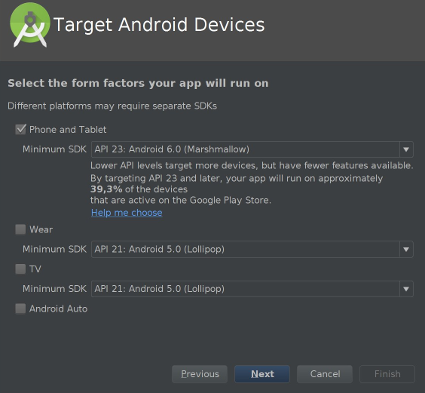 Target Android Devices
Select the form factors your app will run on
Different platforms may require separate SDKs
Phone and Tablet
Minimum SDK API 23: Android 6.0 (Marshmallow)
Lower API levels target more devices, but have fewer features available.
By targeting API 23 and later, your app will run on approximately
39,3% of the devices
that are active on the Google Play Store.
Help me choose
Wear
Minimum SDK API 21: Android 5.0 (Lollipop)
TV
Minimum SDK API 21: Android 5.0 (Lollipop)
Android Auto
Previous Next Cancel Finish